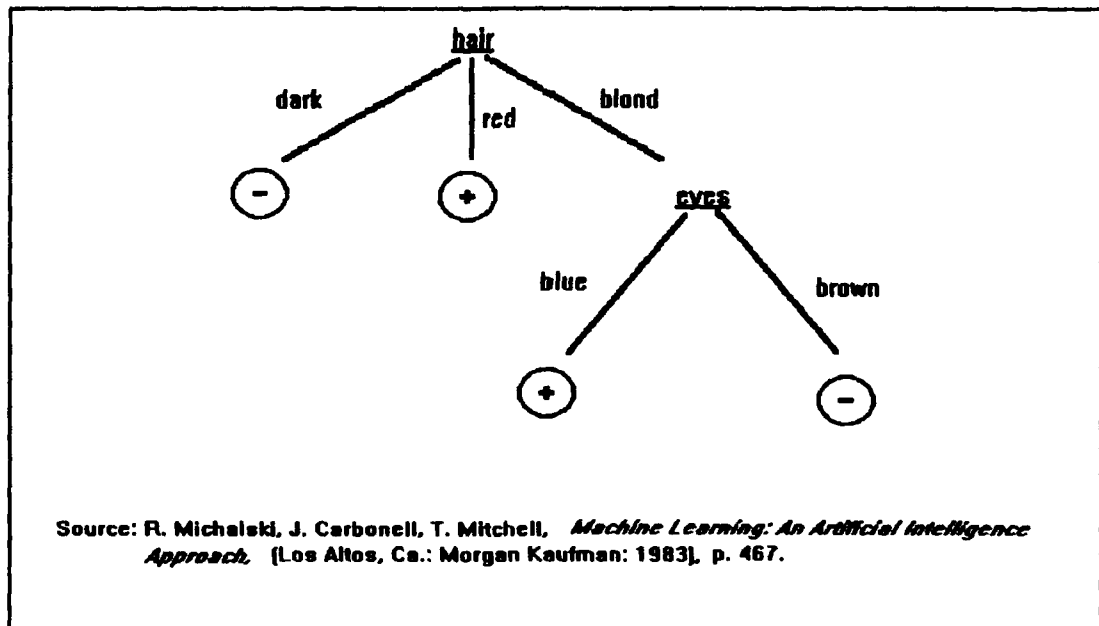 hair
dark
red
blond
-
+
eyes
blue
brown
+
-
Source: R. Michalski, J. Carbonell, T. Mitchell, Machine Learning: An Artificial Intelligence
Approach, (Los Altos, Ca.: Morgan Kaufman: 1983), p. 467.